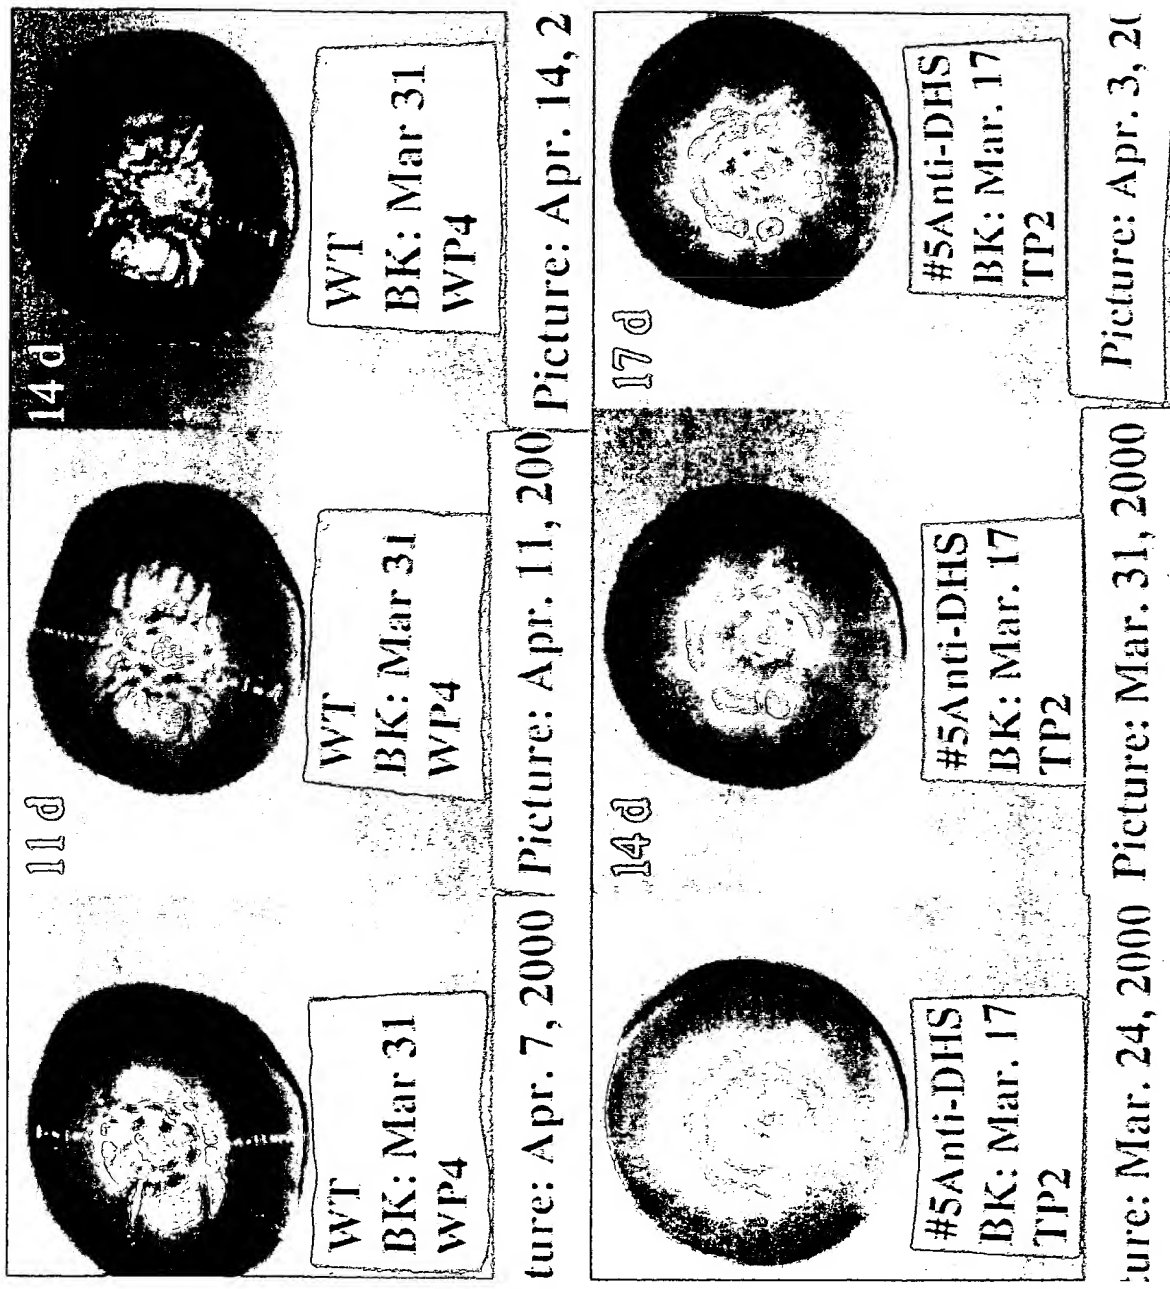 11 d
14 d
WT
BK: Mar 31
WP4
WT
BK: Mar 31
WP4
WT
BK: Mar 31
WP4
ture: Apr. 7, 2000 Picture: Apr. 11, 200 Picture: Apr. 14, 2
14 d
17 d
#5Anti-DHS
BK: Mar. 17
TP2
#5Anti-DHS
BK: Mar. 17
TP2
#5Anti-DHS
BK: Mar. 17
TP2
ture: Mar. 24, 2000 Picture: Mar. 31, 2000 Picture: Apr. 3, 2